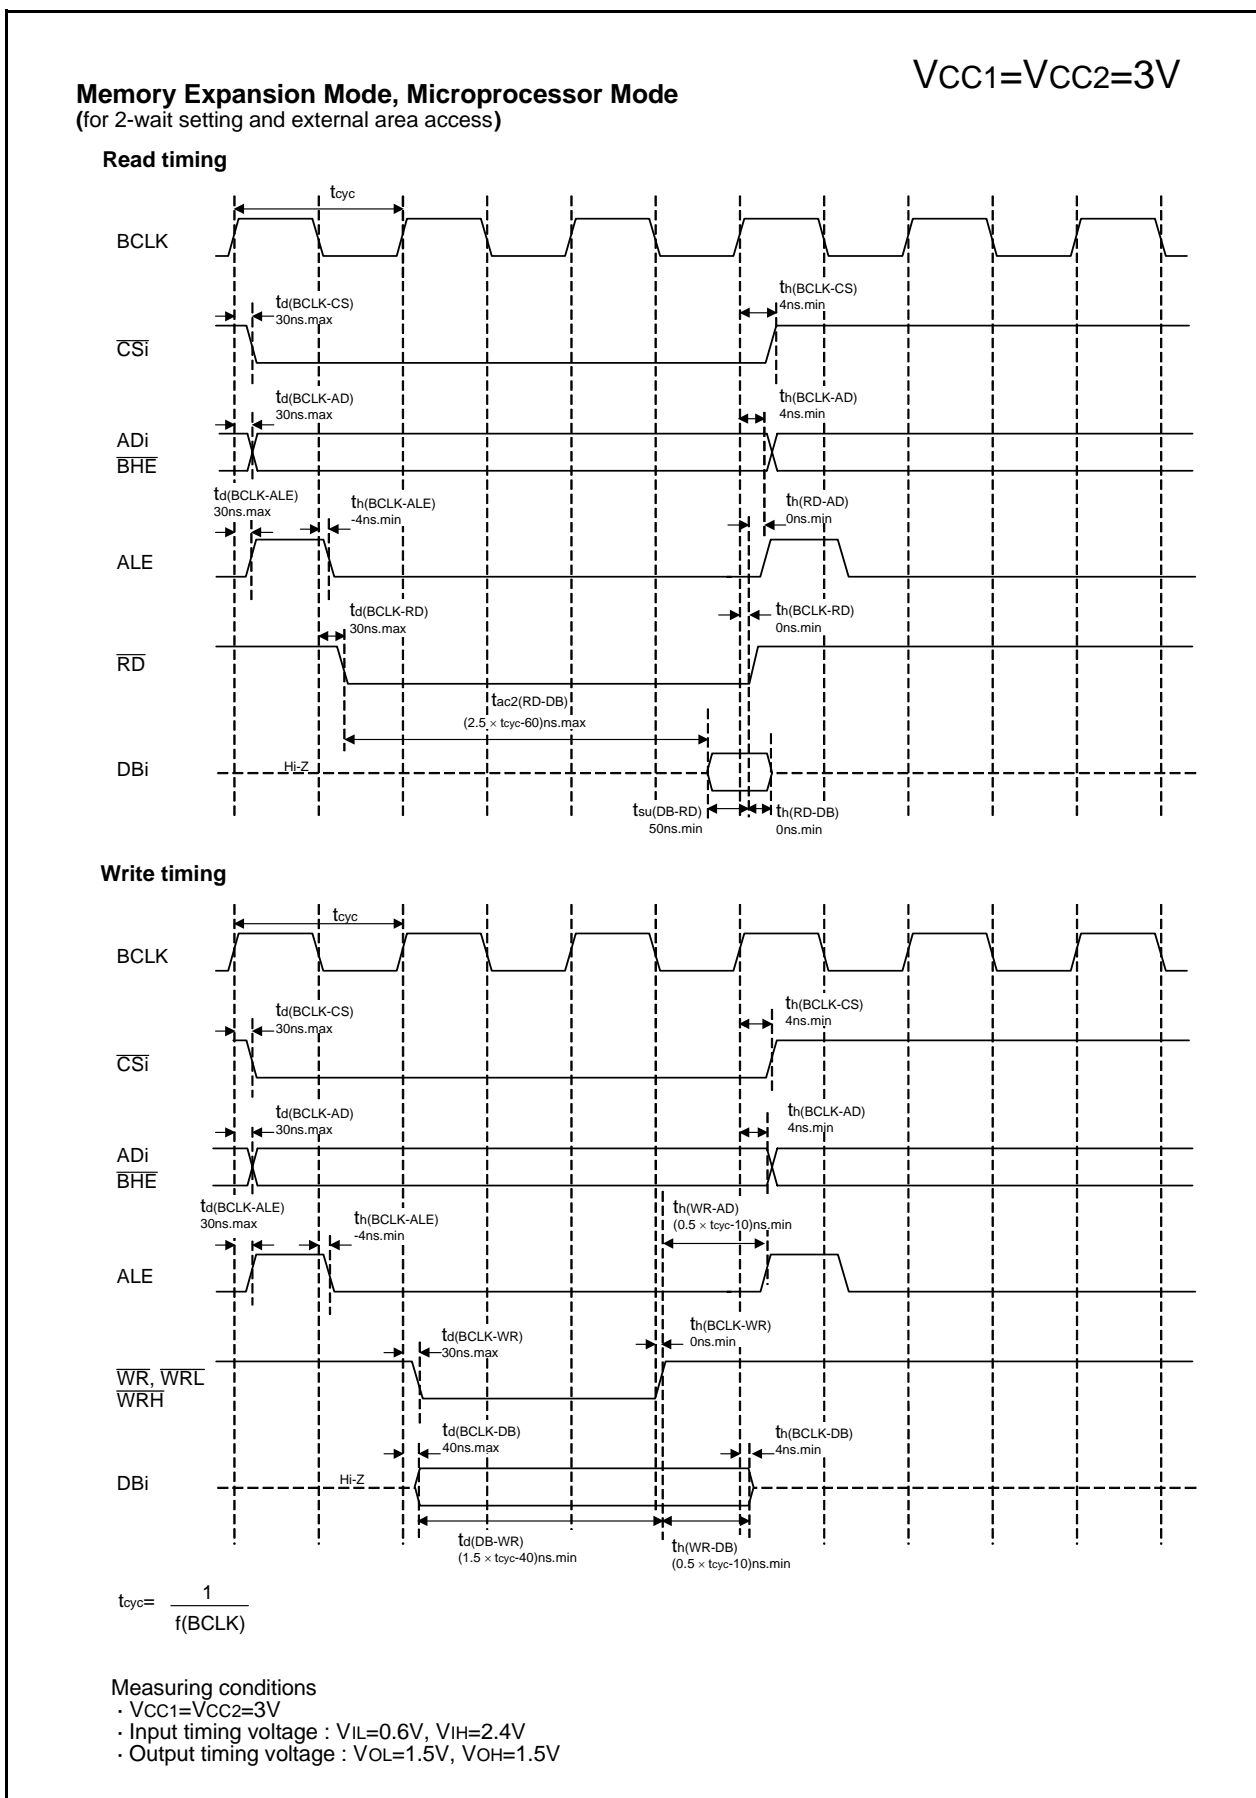 VCC1=VCC2=3V
Memory Expansion Mode, Microprocessor Mode
(for 2-wait setting and external area access)
Read timing
tcyc
BCLK
td(BCLK-CS)
30ns.max
th(BCLK-CS)
4ns.min
CSi
td(BCLK-AD)
30ns.max
th(BCLK-AD)
4ns.min
ADi
BHE
td(BCLK-ALE)
30ns.max
th(BCLK-ALE)
-4ns.min
th(RD-AD)
0ns.min
ALE
td(BCLK-RD)
30ns.max
th(BCLK-RD)
0ns.min
RD
tac2(RD-DB)
(2.5 × tcyc-60)ns.max
DBi
Hi-Z
tsu(DB-RD)
50ns.min
th(RD-DB)
0ns.min
Write timing
tcyc
BCLK
td(BCLK-CS)
30ns.max
th(BCLK-CS)
4ns.min
CSi
td(BCLK-AD)
30ns.max
th(BCLK-AD)
4ns.min
ADi
BHE
td(BCLK-ALE)
30ns.max
th(BCLK-ALE)
-4ns.min
th(WR-AD)
(0.5 × tcyc-10)ns.min
ALE
td(BCLK-WR)
30ns.max
th(BCLK-WR)
0ns.min
WR, WRL
WRH
td(BCLK-DB)
40ns.max
th(BCLK-DB)
4ns.min
DBi
Hi-Z
td(DB-WR)
(1.5 × tcyc-40)ns.min
th(WR-DB)
(0.5 × tcyc-10)ns.min
tcyc= 1
f(BCLK)
Measuring conditions
· VCC1=VCC2=3V
· Input timing voltage : VIL=0.6V, VIH=2.4V
· Output timing voltage : VOL=1.5V, VOH=1.5V